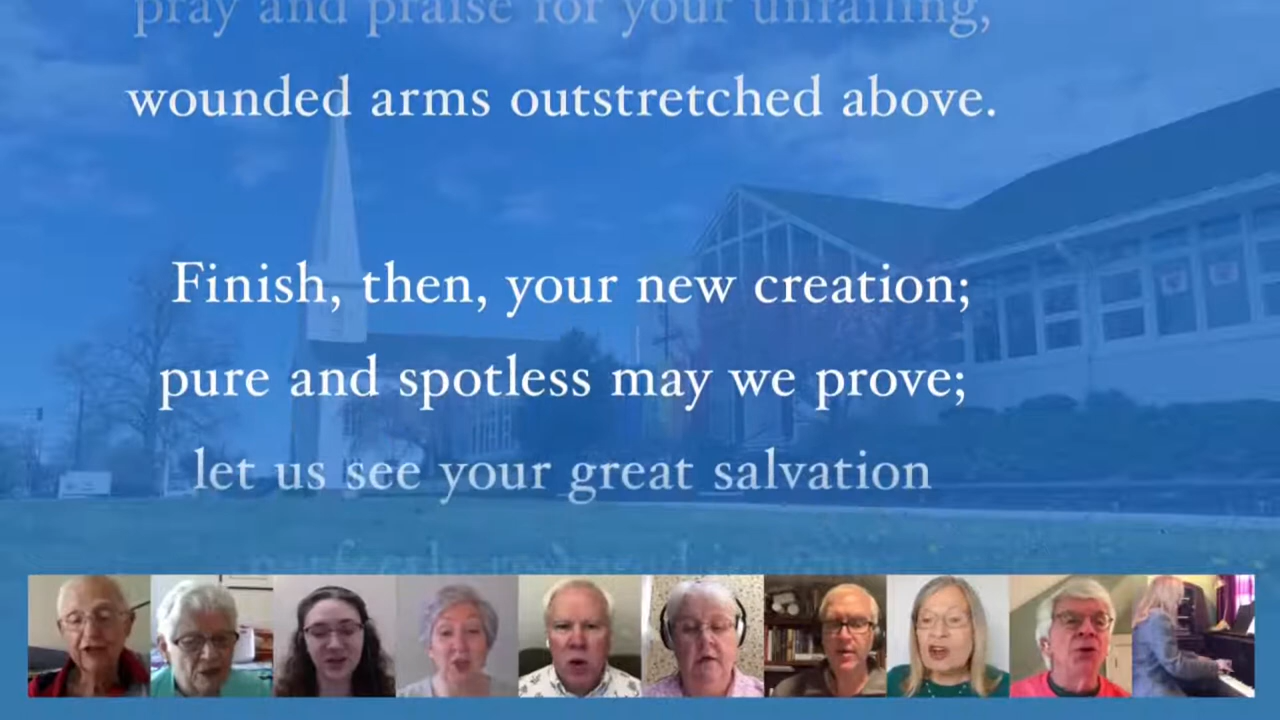 pray and praise for your unfailing,
wounded arms outstretched above.
Finish, then, your new creation;
pure and spotless may we prove;
let us see your great salvation